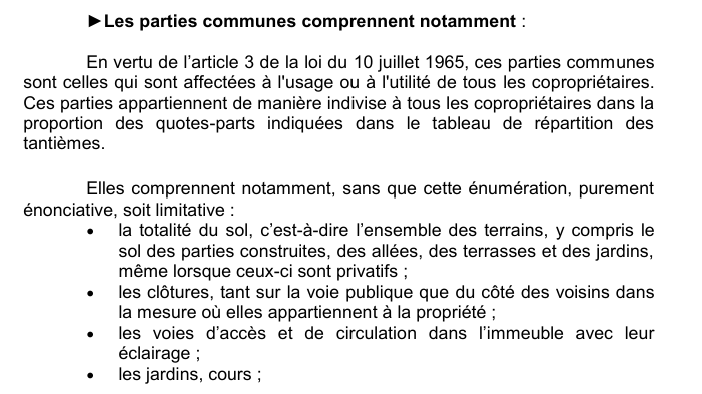 ►Les parties communes comprennent notamment :
En vertu de l’article 3 de la loi du 10 juillet 1965, ces parties communes
sont celles qui sont affectées à l'usage ou à l'utilité de tous les copropriétaires.
Ces parties appartiennent de manière indivise à tous les copropriétaires dans la
proportion des quotes-parts indiquées dans le tableau de répartition des
tantièmes.
Elles comprennent notamment, sans que cette énumération, purement
énonciative, soit limitative :
• la totalité du sol, c’est-à-dire l’ensemble des terrains, y compris le
sol des parties construites, des allées, des terrasses et des jardins,
même lorsque ceux-ci sont privatifs ;
• les clôtures, tant sur la voie publique que du côté des voisins dans
la mesure où elles appartiennent à la propriété ;
• les voies d’accès et de circulation dans l’immeuble avec leur
éclairage ;
• les jardins, cours ;